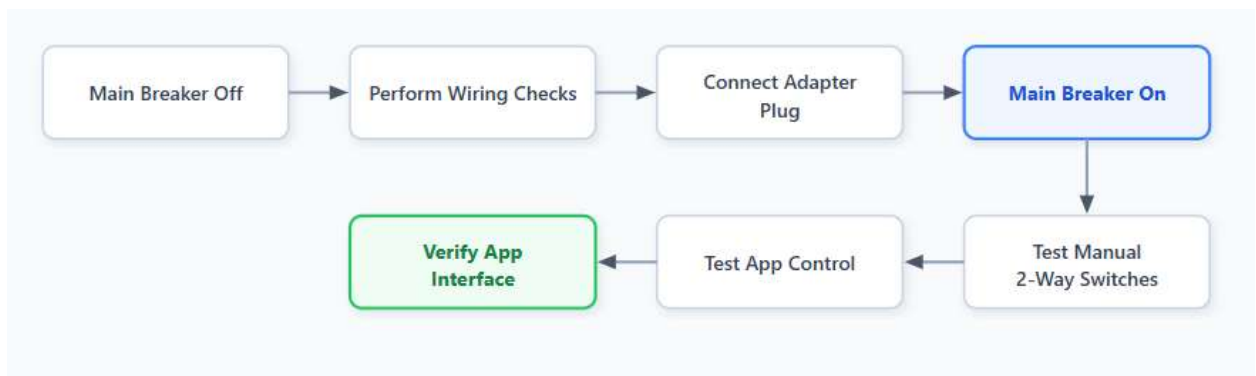 Main Breaker Off
Perform Wiring Checks
Connect Adapter
Plug
Main Breaker On
Test Manual
2-Way Switches
Test App Control
Verify App
Interface